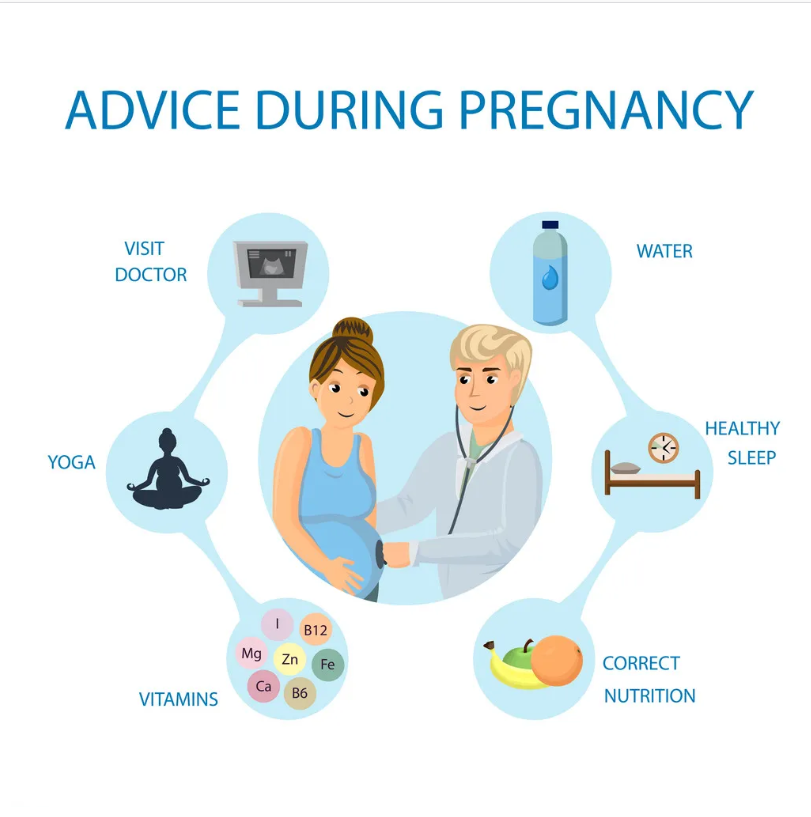 ADVICE DURING PREGNANCY
VISIT
DOCTOR
WATER
YOGA
HEALTHY
SLEEP
I
B12
Mg
Zn
Fe
Ca
B6
VITAMINS
CORRECT
NUTRITION